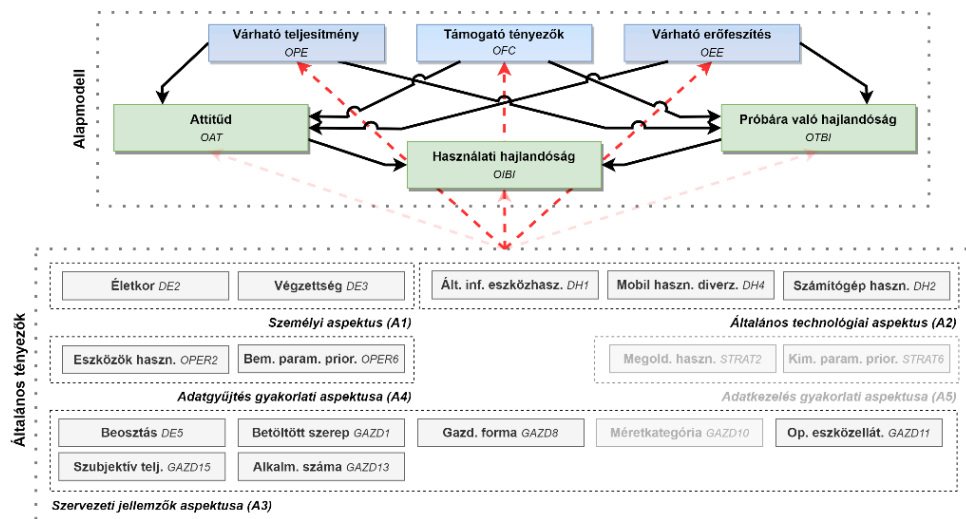 Alapmodell
Várható teljesítmény
OPE
Támogató tényezők
OFC
Várható erőfeszítés
OEE
Attitűd
OAT
Használati hajlandóság
OIBI
Próbára való hajlandóság
OTBI
Általános tényezők
Életkor DE2
Végzettség DE3
Személyi aspektus (A1)
Ált. inf. eszközhasz. DH1
Mobil haszn. diverz. DH4
Számítógép haszn. DH2
Általános technológiai aspektus (A2)
Eszközök haszn. OPER2
Bem. param. prior. OPER6
Adatgyűjtés gyakorlati aspektusa (A4)
Megold. haszn. STRAT2
Kim. param. prior. STRAT6
Adatkezelés gyakorlati aspektusa (A5)
Beosztás DE5
Betöltött szerep GAZD1
Gazd. forma GAZD8
Méretkategória GAZD10
Op. eszközellát. GAZD11
Szubjektív telj. GAZD15
Alkalm. száma GAZD13
Szervezeti jellemzők aspektusa (A3)